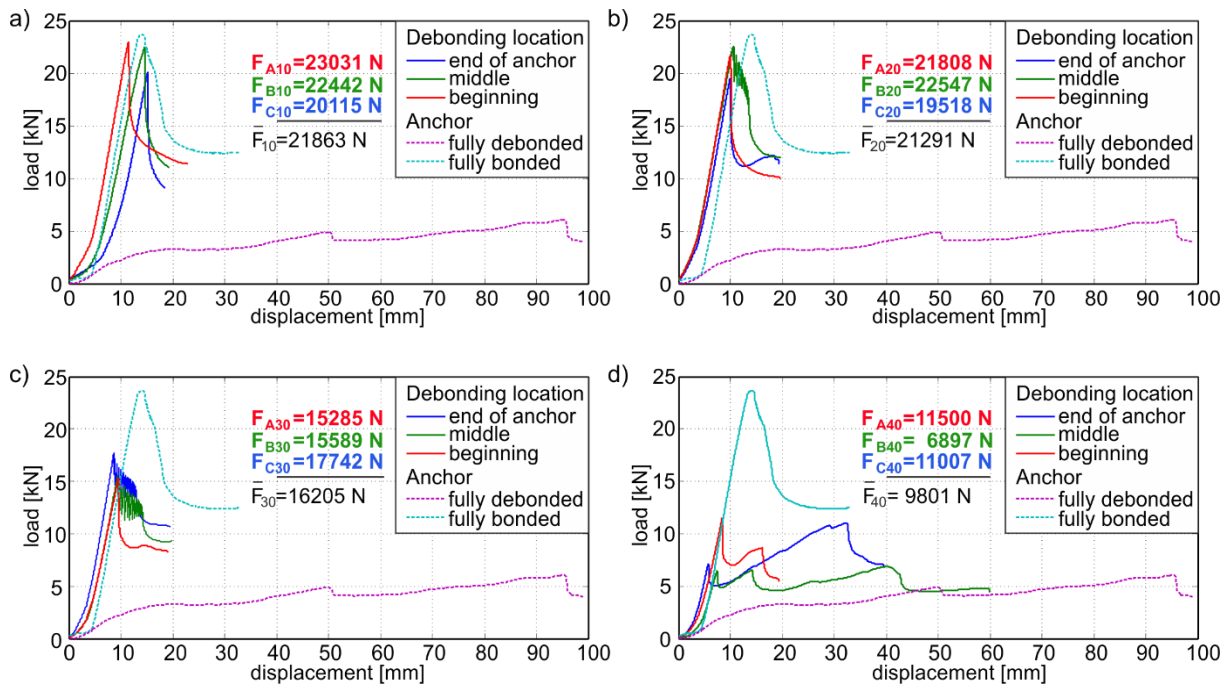 a)
25
20
15
10
5
0
load [kN]
0 10 20 30 40 50 60 70 80 90 100
displacement [mm]
F_A10=23031 N
F_B10=22442 N
F_C10=20115 N
F̅_10=21863 N
Debonding location
end of anchor
middle
beginning
Anchor
fully debonded
fully bonded
b)
25
20
15
10
5
0
load [kN]
0 10 20 30 40 50 60 70 80 90 100
displacement [mm]
F_A20=21808 N
F_B20=22547 N
F_C20=19518 N
F̅_20=21291 N
Debonding location
end of anchor
middle
beginning
Anchor
fully debonded
fully bonded
c)
25
20
15
10
5
0
load [kN]
0 10 20 30 40 50 60 70 80 90 100
displacement [mm]
F_A30=15285 N
F_B30=15589 N
F_C30=17742 N
F̅_30=16205 N
Debonding location
end of anchor
middle
beginning
Anchor
fully debonded
fully bonded
d)
25
20
15
10
5
0
load [kN]
0 10 20 30 40 50 60 70 80 90 100
displacement [mm]
F_A40=11500 N
F_B40= 6897 N
F_C40=11007 N
F̅_40= 9801 N
Debonding location
end of anchor
middle
beginning
Anchor
fully debonded
fully bonded